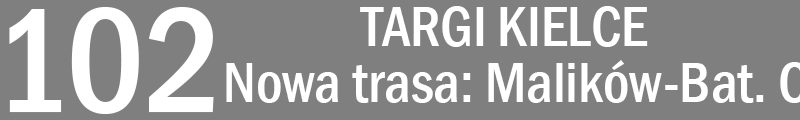 102 TARGI KIELCE
Nowa trasa: Malików-Bat.